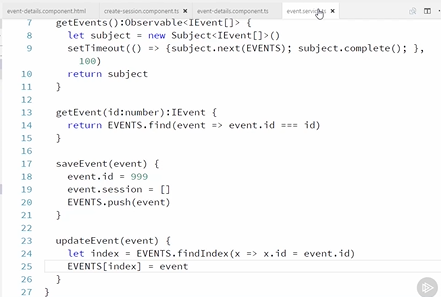 event-details.component.html create-session.component.ts event-details.component.ts event.service.ts
7 getEvents():Observable<IEvent[]> {
8 let subject = new Subject<IEvent[]>()
9 setTimeout(() => {subject.next(EVENTS); subject.complete(); },
100)
10 return subject
11 }
12
13 getEvent(id:number):IEvent {
14 return EVENTS.find(event => event.id === id)
15 }
16
17 saveEvent(event) {
18 event.id = 999
19 event.session = []
20 EVENTS.push(event)
21 }
22
23 updateEvent(event) {
24 let index = EVENTS.findIndex(x => x.id = event.id)
25 EVENTS[index] = event
26 }
27 }